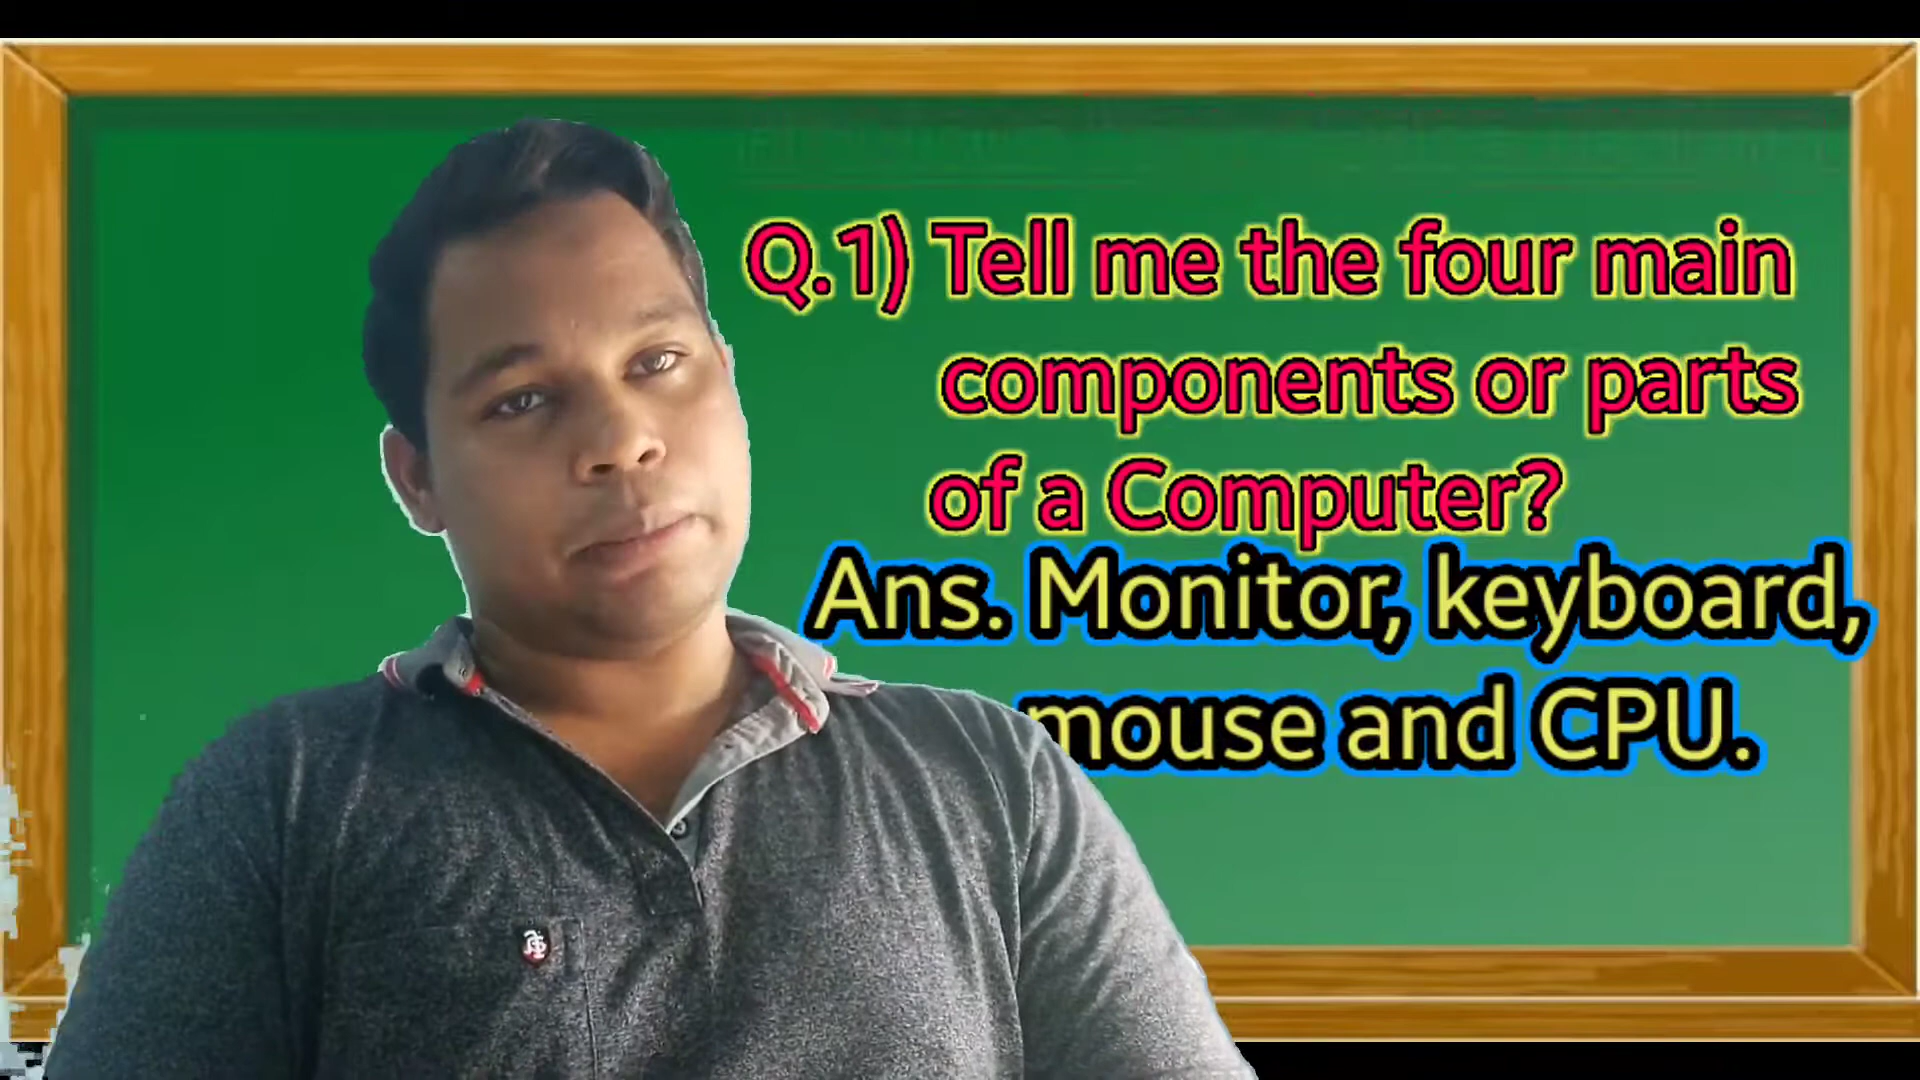 Q.1) Tell me the four main
components or parts
of a Computer?
Ans. Monitor, keyboard,
mouse and CPU.